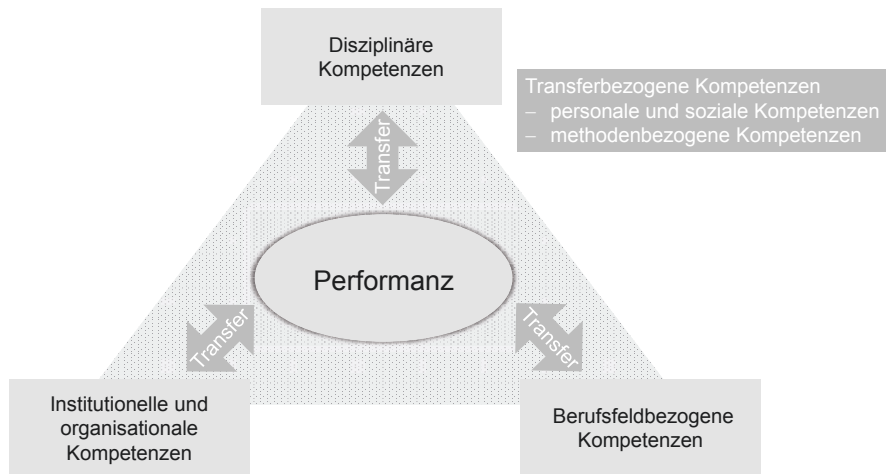 Disziplinäre
Kompetenzen
Transferbezogene Kompetenzen
– personale und soziale Kompetenzen
– methodenbezogene Kompetenzen
Transfer
Performanz
Transfer
Transfer
Institutionelle und
organisationale
Kompetenzen
Berufsfeldbezogene
Kompetenzen